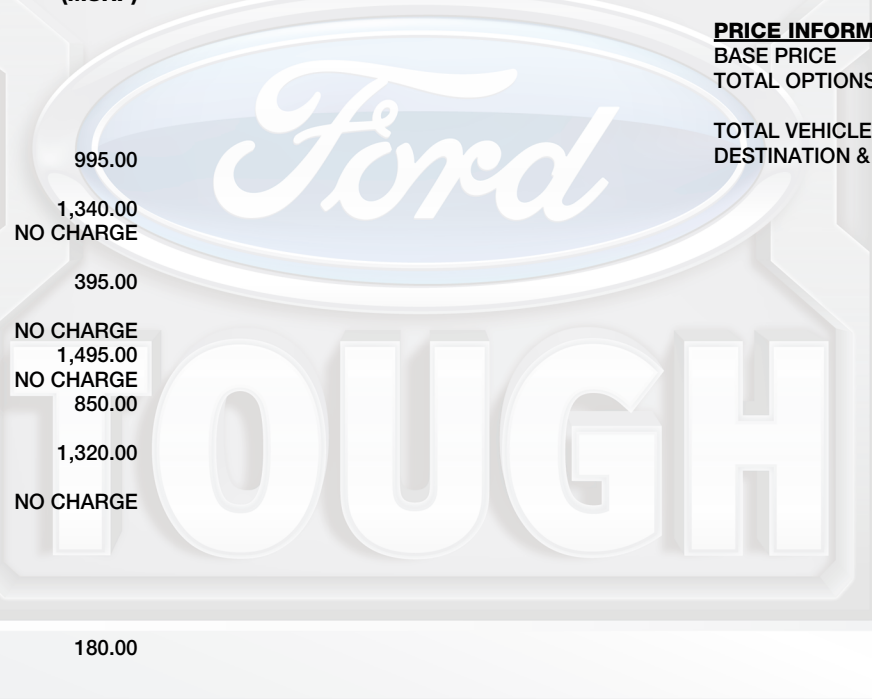 995.00
1,340.00
NO CHARGE
395.00
NO CHARGE
1,495.00
NO CHARGE
850.00
1,320.00
NO CHARGE
180.00
PRICE INFORM
BASE PRICE
TOTAL OPTIONS
TOTAL VEHICLE
DESTINATION &
Ford
TOUGH